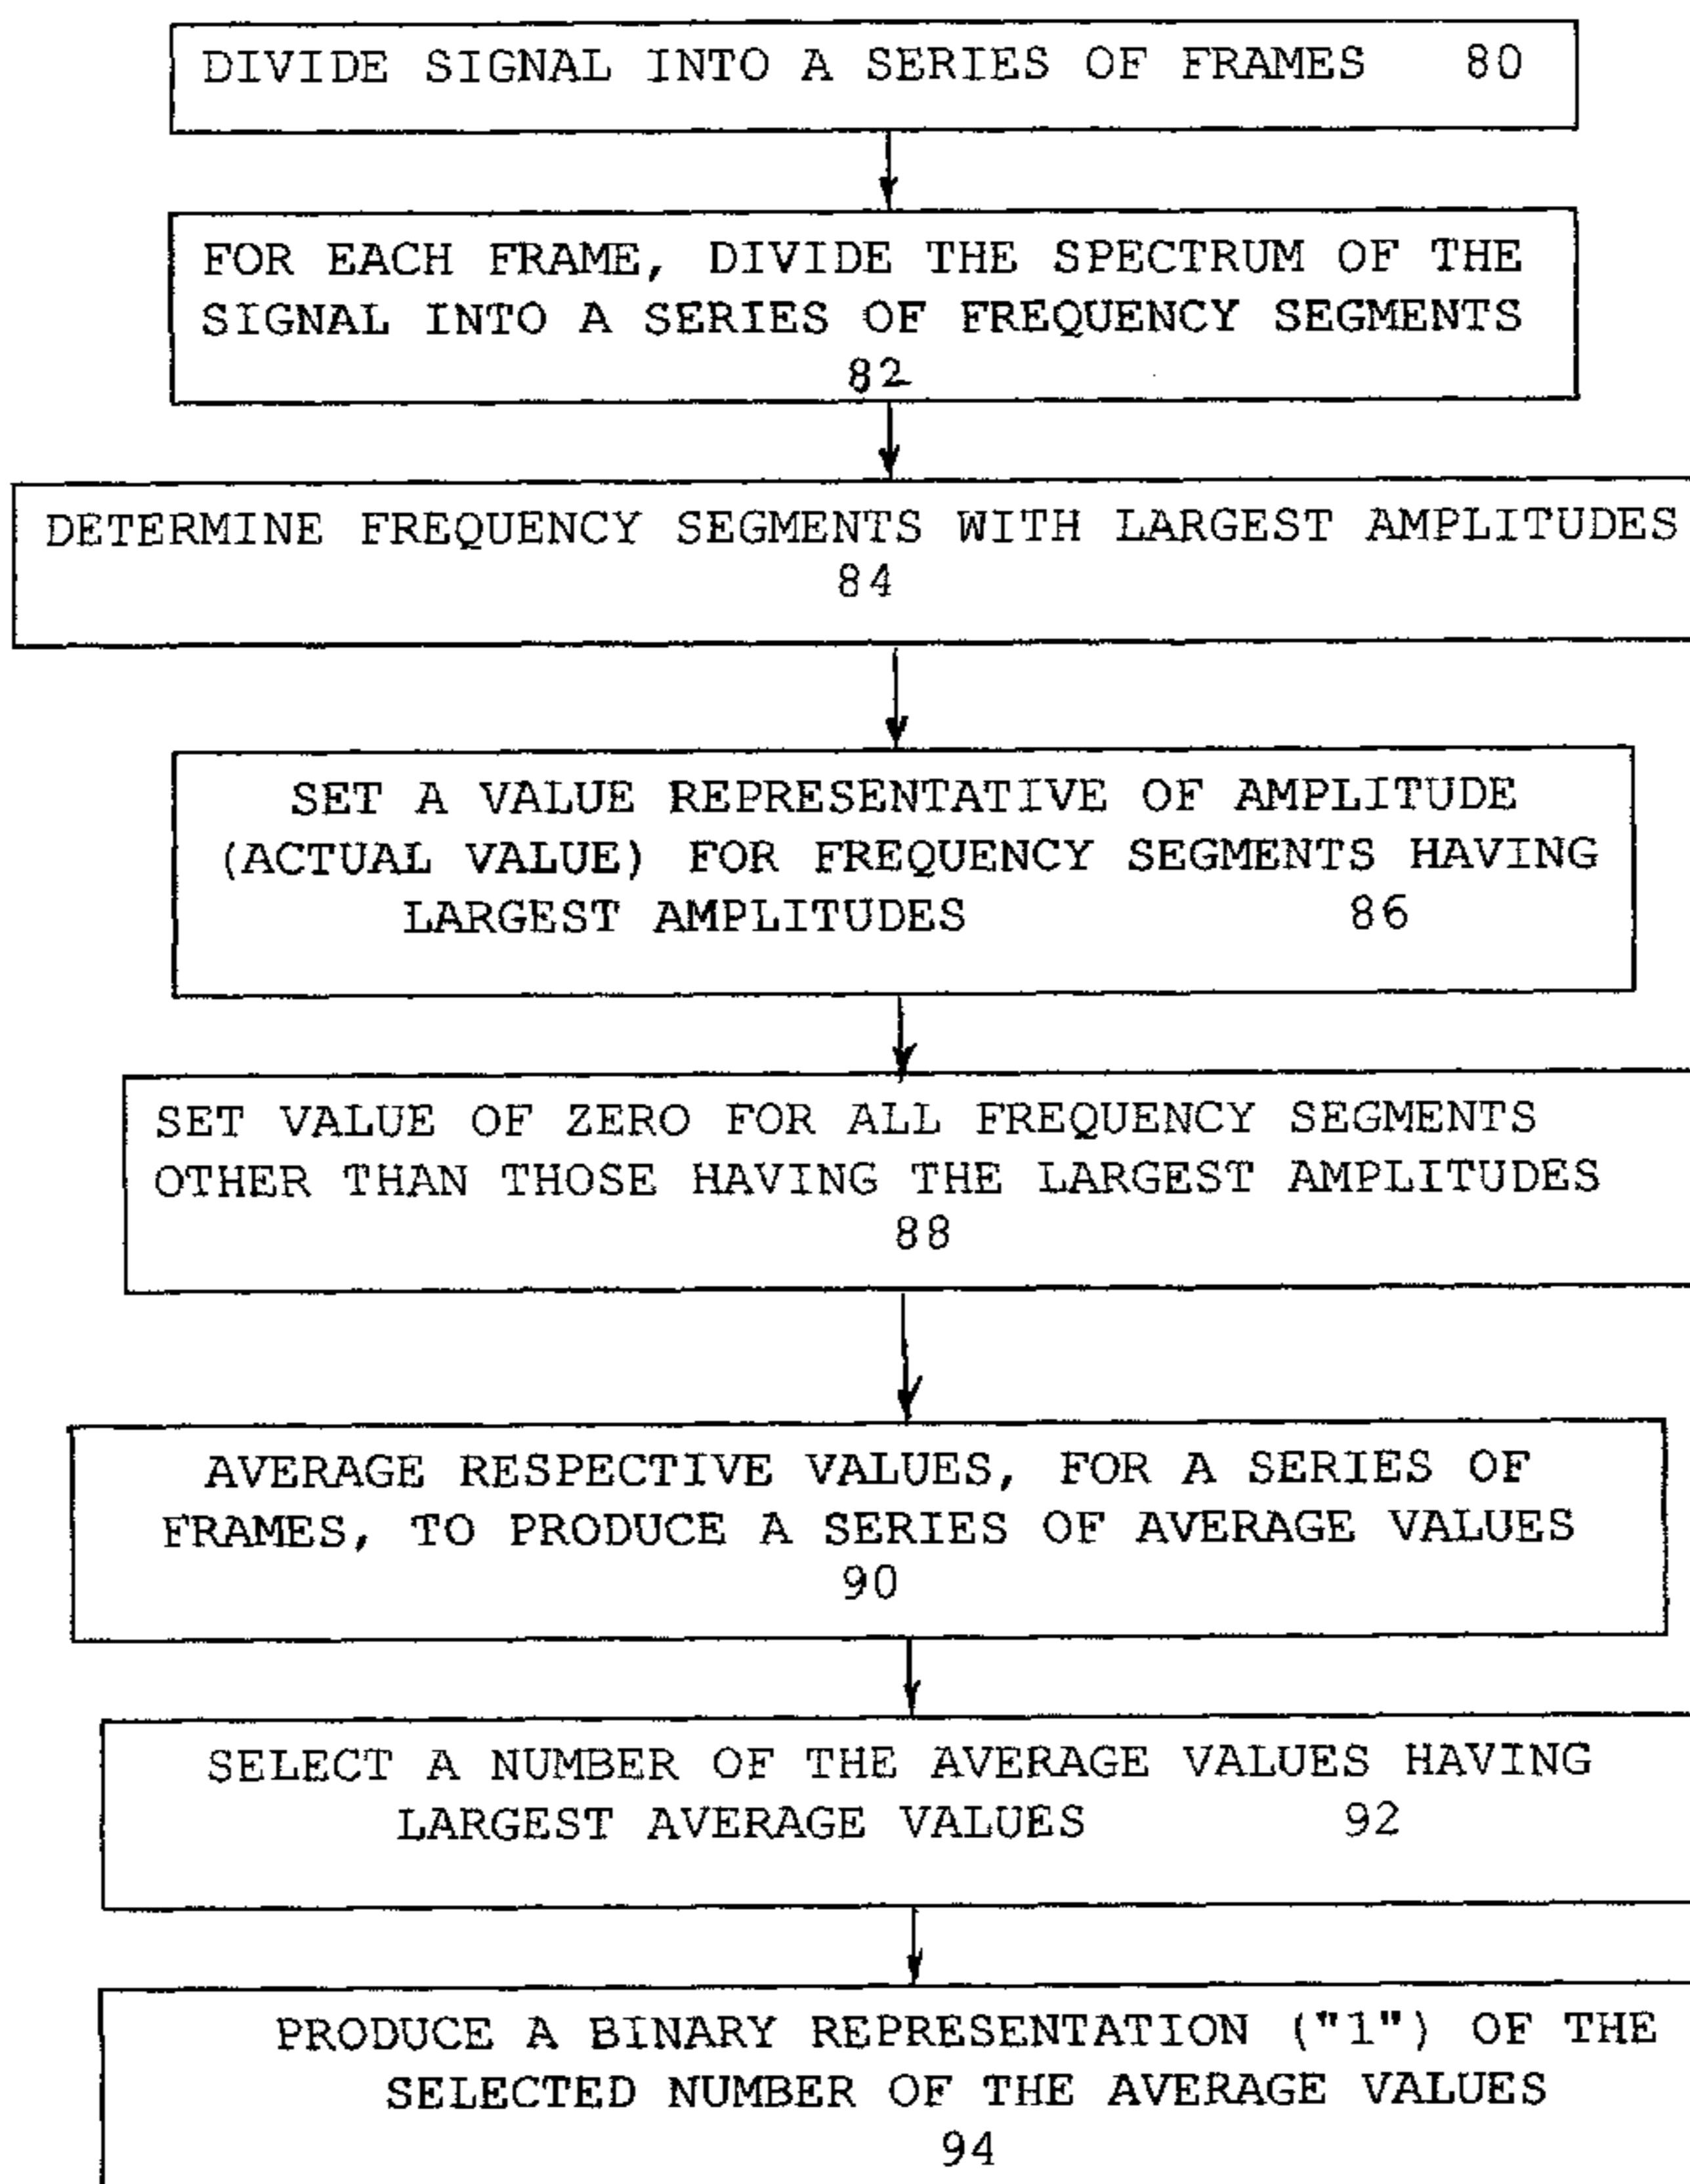 DIVIDE SIGNAL INTO A SERIES OF FRAMES 80
FOR EACH FRAME, DIVIDE THE SPECTRUM OF THE
SIGNAL INTO A SERIES OF FREQUENCY SEGMENTS
82
DETERMINE FREQUENCY SEGMENTS WITH LARGEST AMPLITUDES
84
SET A VALUE REPRESENTATIVE OF AMPLITUDE
(ACTUAL VALUE) FOR FREQUENCY SEGMENTS HAVING
LARGEST AMPLITUDES 86
SET VALUE OF ZERO FOR ALL FREQUENCY SEGMENTS
OTHER THAN THOSE HAVING THE LARGEST AMPLITUDES
88
AVERAGE RESPECTIVE VALUES, FOR A SERIES OF
FRAMES, TO PRODUCE A SERIES OF AVERAGE VALUES
90
SELECT A NUMBER OF THE AVERAGE VALUES HAVING
LARGEST AVERAGE VALUES 92
PRODUCE A BINARY REPRESENTATION ("1") OF THE
SELECTED NUMBER OF THE AVERAGE VALUES
94